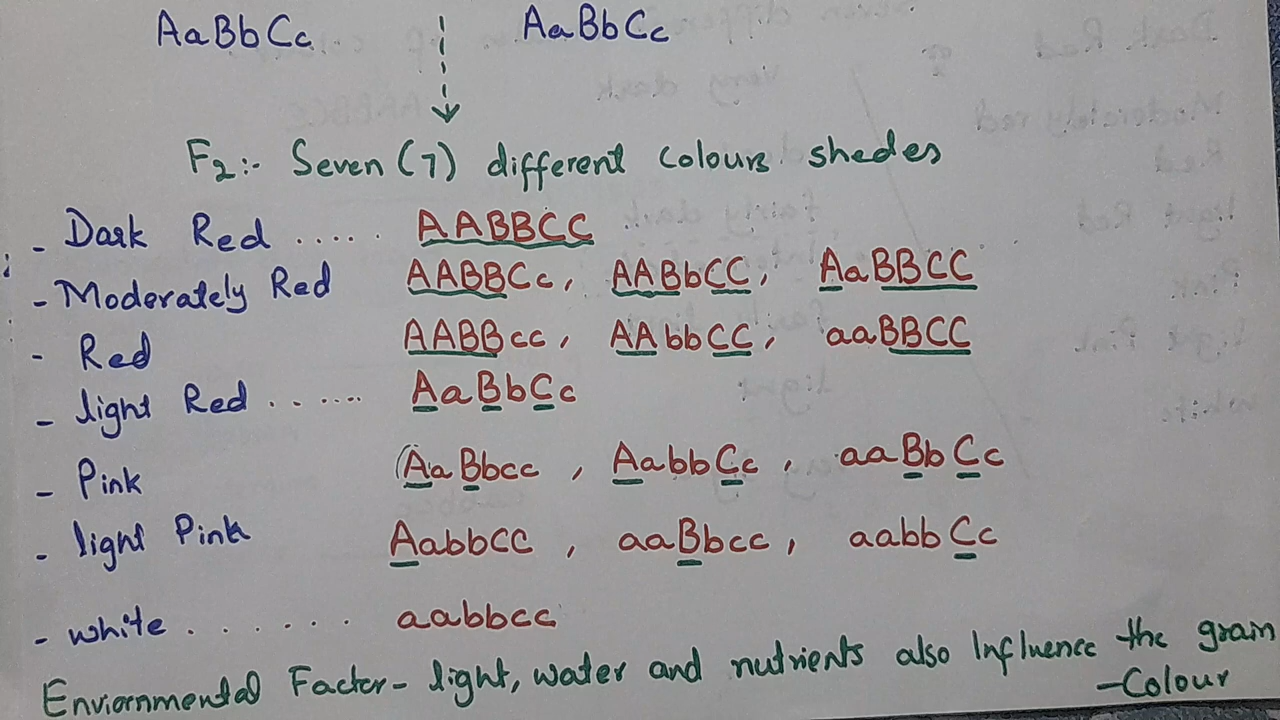 AaBbCc AaBbCc
F2:- Seven (7) different colours shades
- Dark Red ..... AABBCC
- Moderately Red AABBCc, AABbCC, AaBBCC
- Red AABBcc, AAbbCC, aaBBCC
- light Red ...... AaBbCc
- Pink (AaBbcc, AabbCc, aaBbCc
- light Pink AabbCC, aaBbcc, aabbCc
- white ....... aabbcc
Enviornmental Factor- light, water and nutrients also Influence the grain
-Colour